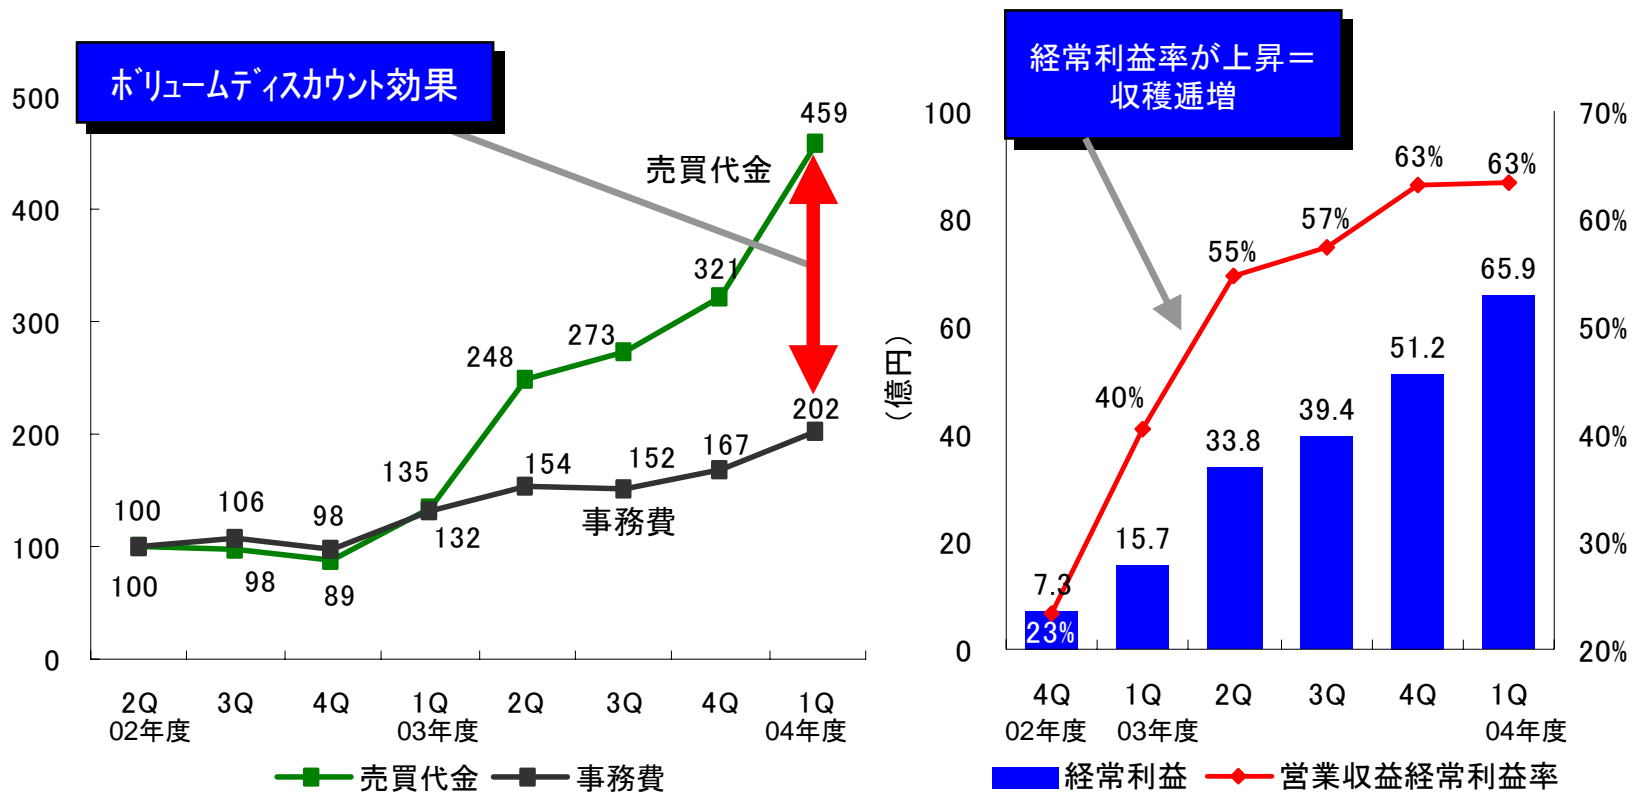 ボリュームディスカウント効果
500
400
300
200
100
0
売買代金
事務費
459
321
273
248
135
98
89
100
202
167
152
154
132
98
106
100
2Q
3Q
4Q
1Q
2Q
3Q
4Q
1Q
02年度
03年度
04年度
売買代金
事務費
経常利益率が上昇＝
収穫逓増
(億円)
100
80
60
40
20
0
70%
60%
50%
40%
30%
20%
63%
63%
57%
55%
40%
23%
65.9
51.2
39.4
33.8
15.7
7.3
4Q
1Q
2Q
3Q
4Q
1Q
02年度
03年度
04年度
経常利益
営業収益経常利益率